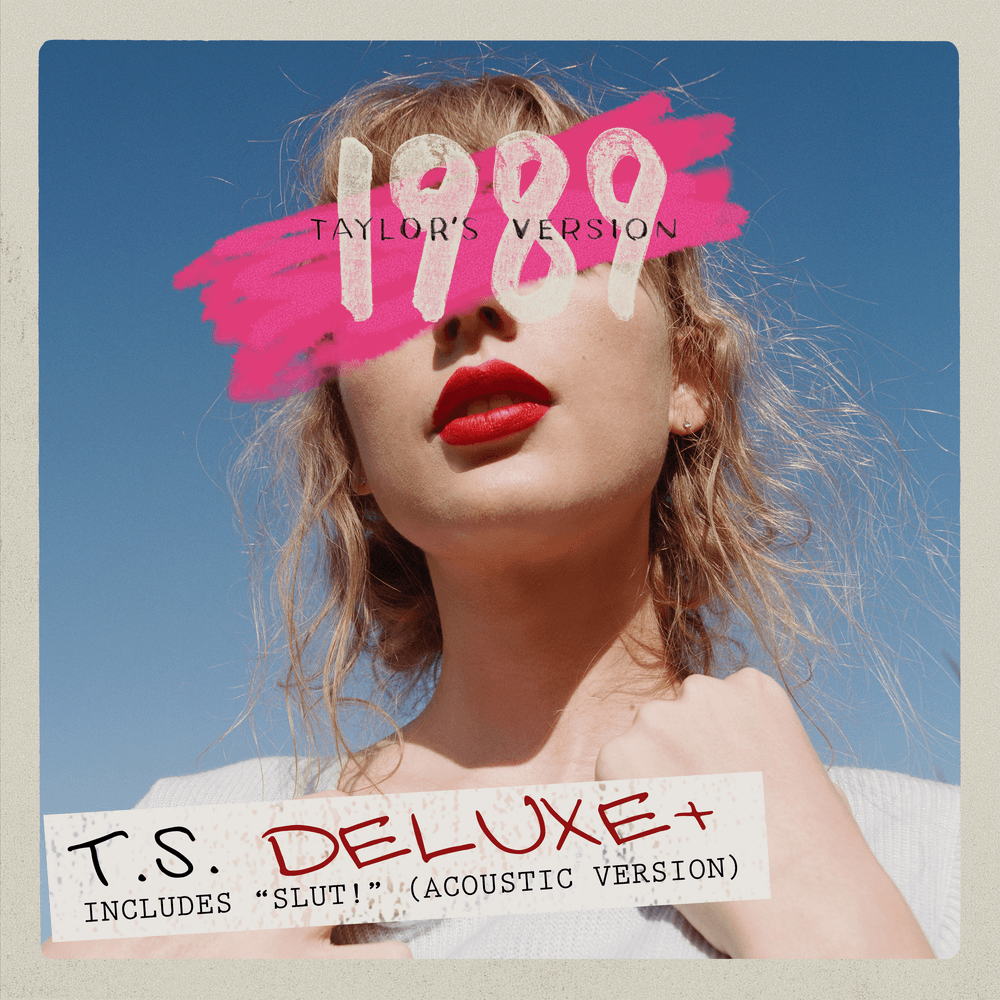 1989
TAYLOR'S VERSION
T.S. DELUXE+
INCLUDES “SLUT!” (ACOUSTIC VERSION)